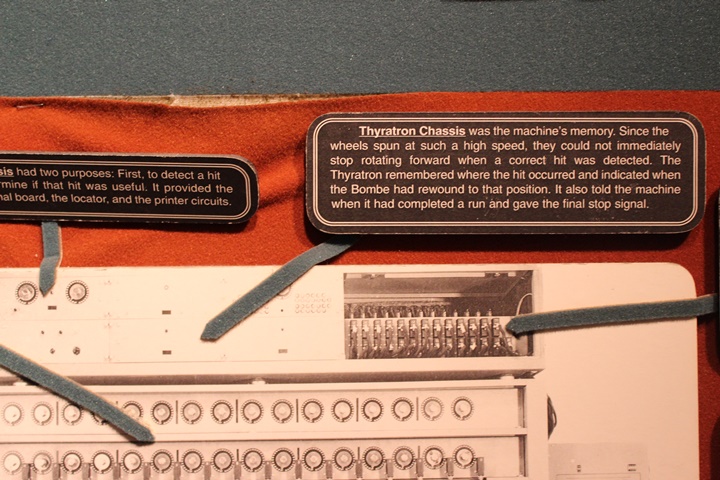 Thyratron Chassis was the machine's memory. Since the
wheels spun at such a high speed, they could not immediately
stop rotating forward when a correct hit was detected. The
Thyratron remembered where the hit occurred and indicated when
the Bombe had rewound to that position. It also told the machine
when it had completed a run and gave the final stop signal.
sis had two purposes: First, to detect a hit
rmine if that hit was useful. It provided the
nal board, the locator, and the printer circuits.